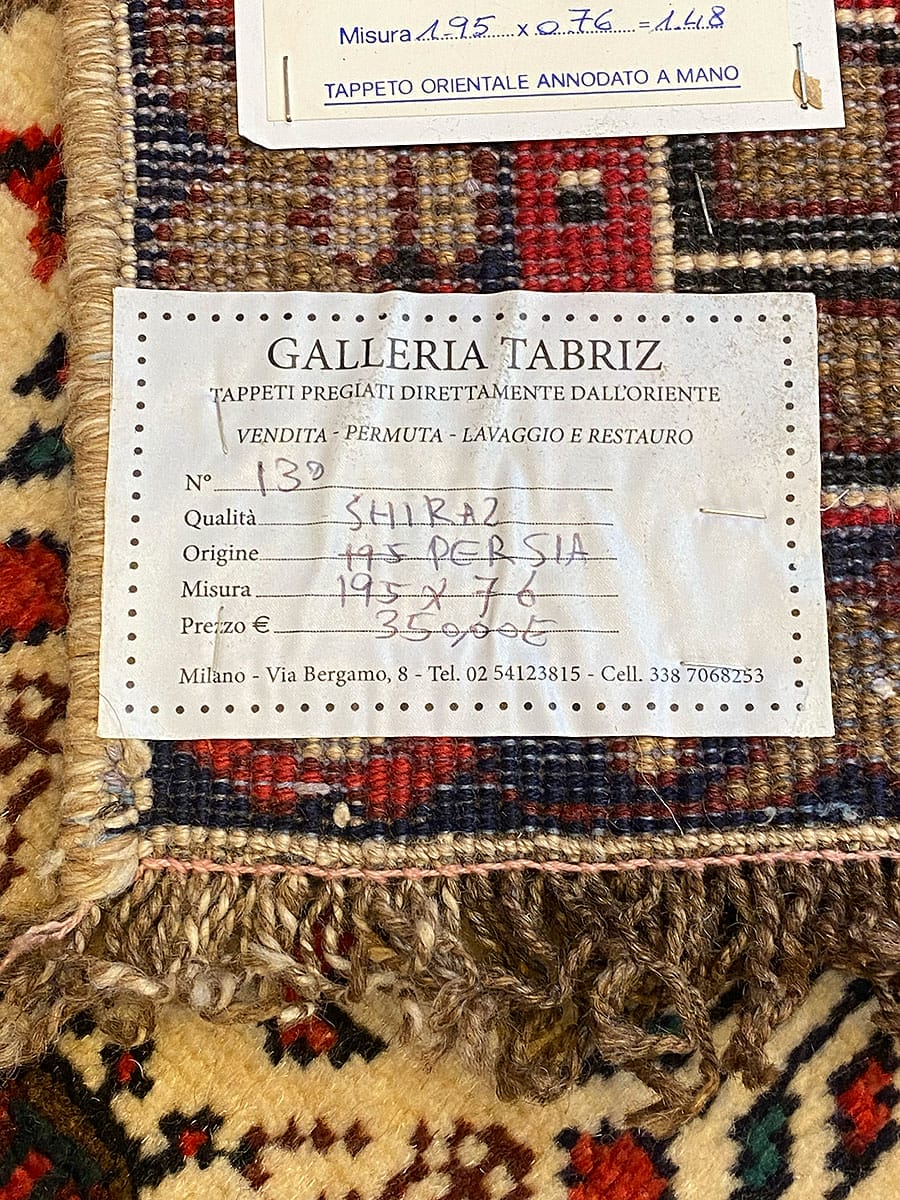 Misura 1.95 x 0,76 = 1.48
TAPPETO ORIENTALE ANNODATO A MANO
GALLERIA TABRIZ
TAPPETI PREGIATI DIRETTAMENTE DALL'ORIENTE
VENDITA - PERMUTA - LAVAGGIO E RESTAURO
N°
Qualità SHIRAZ
Origine 195 PERSIA
Misura 195 X 76
Prezzo € 350,00€
Milano - Via Bergamo, 8 - Tel. 02 54123815 - Cell. 338 7068253